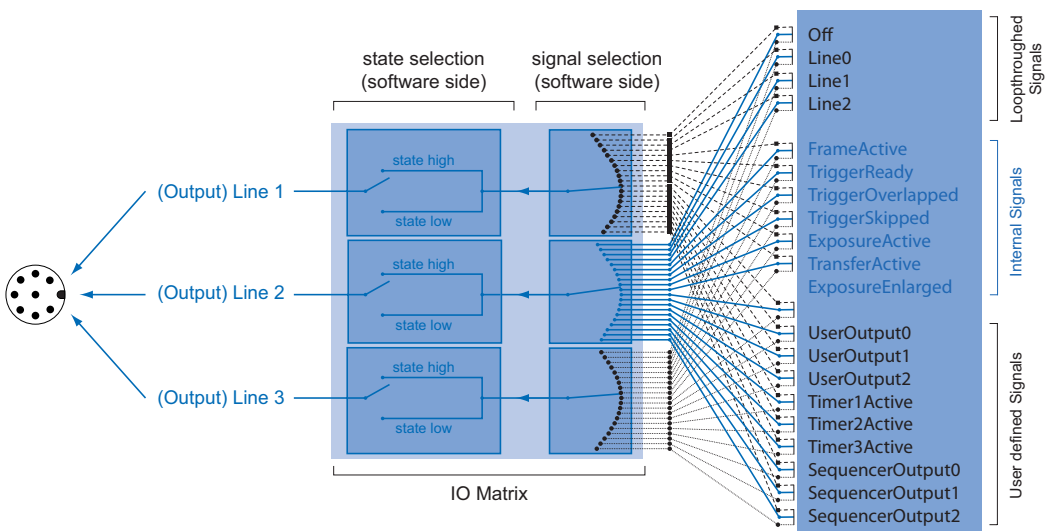 state selection
(software side)
signal selection
(software side)
(Output) Line 1
(Output) Line 2
(Output) Line 3
state high
state low
state high
state low
state high
state low
IO Matrix
Off
Line0
Line1
Line2
FrameActive
TriggerReady
TriggerOverlapped
TriggerSkipped
ExposureActive
TransferActive
ExposureEnlarged
UserOutput0
UserOutput1
UserOutput2
Timer1Active
Timer2Active
Timer3Active
SequencerOutput0
SequencerOutput1
SequencerOutput2
Loopthroughed
Signals
Internal Signals
User defined Signals